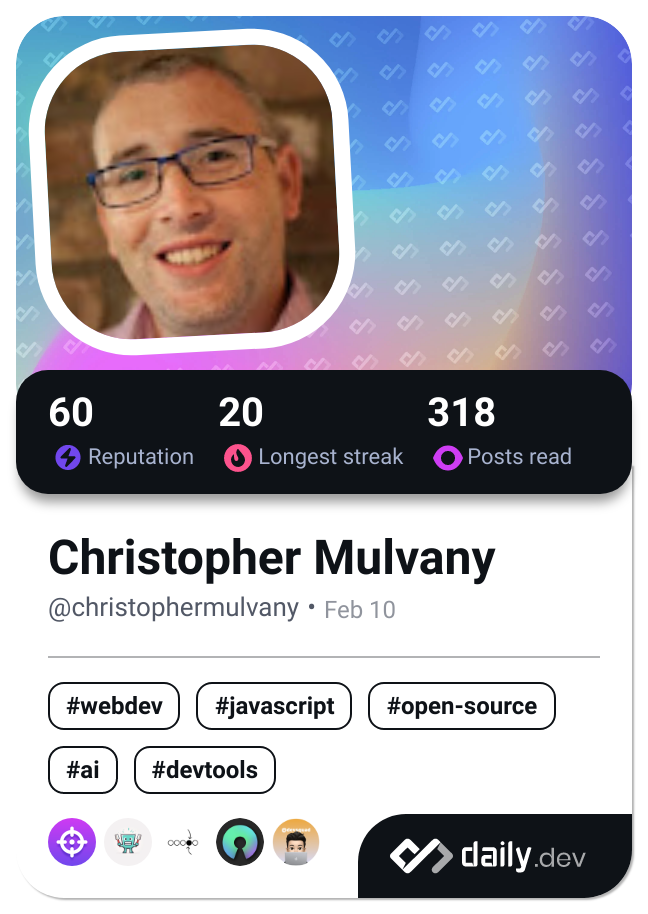 60 20 318
Reputation Longest streak Posts read
Christopher Mulvany
@christophermulvany • Feb 10
#webdev #javascript #open-source
#ai #devtools
daily.dev